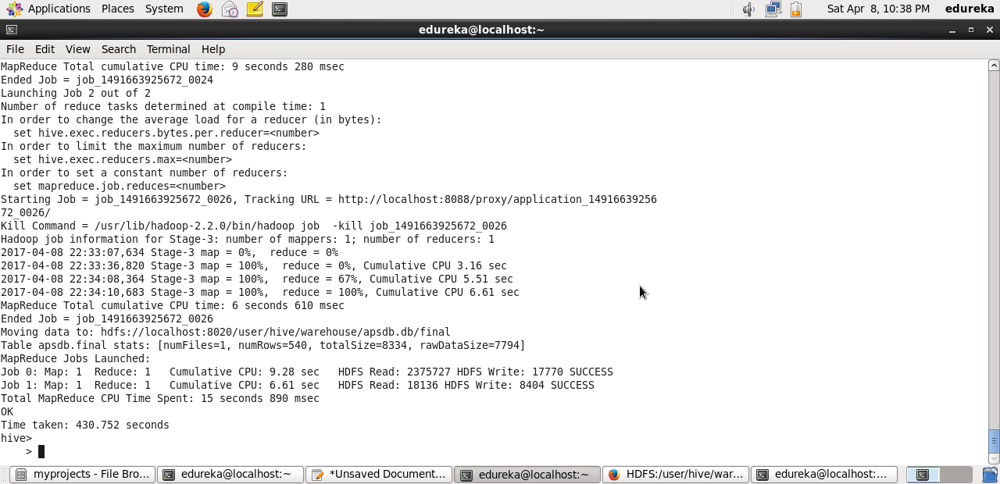 Applications Places System Sat Apr 8, 10:38 PM edureka
edureka@localhost:~
File Edit View Search Terminal Help
MapReduce Total cumulative CPU time: 9 seconds 280 msec
Ended Job = job_1491663925672_0024
Launching Job 2 out of 2
Number of reduce tasks determined at compile time: 1
In order to change the average load for a reducer (in bytes):
  set hive.exec.reducers.bytes.per.reducer=<number>
In order to limit the maximum number of reducers:
  set hive.exec.reducers.max=<number>
In order to set a constant number of reducers:
  set mapreduce.job.reduces=<number>
Starting Job = job_1491663925672_0026, Tracking URL = http://localhost:8088/proxy/application_14916639256
72_0026/
Kill Command = /usr/lib/hadoop-2.2.0/bin/hadoop job  -kill job_1491663925672_0026
Hadoop job information for Stage-3: number of mappers: 1; number of reducers: 1
2017-04-08 22:33:07,634 Stage-3 map = 0%,  reduce = 0%
2017-04-08 22:33:36,820 Stage-3 map = 100%,  reduce = 0%, Cumulative CPU 3.16 sec
2017-04-08 22:34:08,364 Stage-3 map = 100%,  reduce = 67%, Cumulative CPU 5.51 sec
2017-04-08 22:34:10,683 Stage-3 map = 100%,  reduce = 100%, Cumulative CPU 6.61 sec
MapReduce Total cumulative CPU time: 6 seconds 610 msec
Ended Job = job_1491663925672_0026
Moving data to: hdfs://localhost:8020/user/hive/warehouse/apsdb.db/final
Table apsdb.final stats: [numFiles=1, numRows=540, totalSize=8334, rawDataSize=7794]
MapReduce Jobs Launched:
Job 0: Map: 1  Reduce: 1   Cumulative CPU: 9.28 sec   HDFS Read: 2375727 HDFS Write: 17770 SUCCESS
Job 1: Map: 1  Reduce: 1   Cumulative CPU: 6.61 sec   HDFS Read: 18136 HDFS Write: 8404 SUCCESS
Total MapReduce CPU Time Spent: 15 seconds 890 msec
OK
Time taken: 430.752 seconds
hive>
    >
myprojects - File Bro... edureka@localhost:~ *Unsaved Document... edureka@localhost:~ HDFS:/user/hive/war... edureka@localhost:...